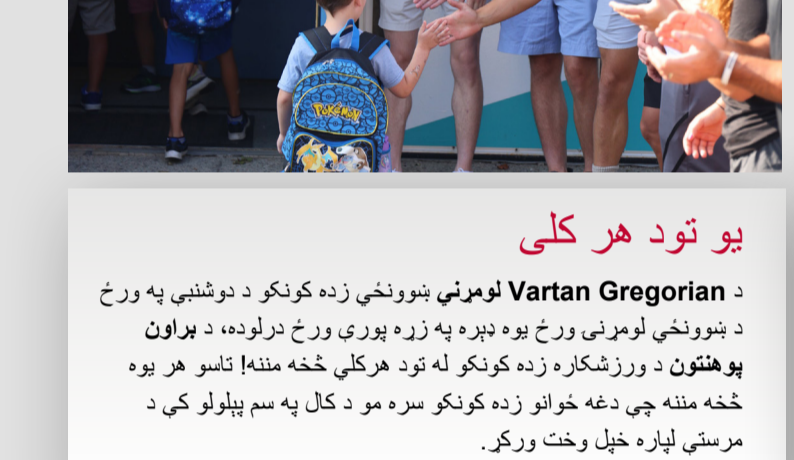 POKÉMON
یو تود هر کلی
د Vartan Gregorian لومړني ښوونځي زده کونکو د دوشنبې په ورځ
د ښوونځي لومړنۍ ورځ یوه ډېره په زړه پورې ورځ درلوده، د براون
پوهنتون د ورزشکاره زده کونکو له تود هرکلي څخه مننه! تاسو هر یوه
څخه مننه چې دغه ځوانو زده کونکو سره مو د کال په سم پیلولو کې د
مرستې لپاره خپل وخت ورکړ.